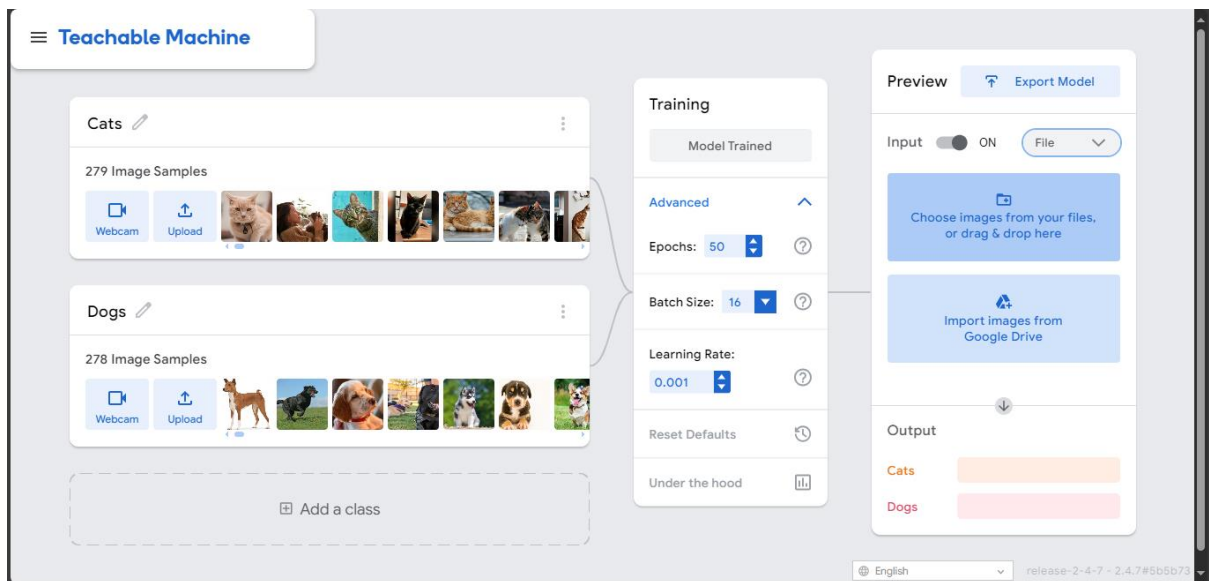 Teachable Machine
Cats
279 Image Samples
Webcam
Upload
Dogs
278 Image Samples
Webcam
Upload
Add a class
Training
Model Trained
Advanced
Epochs: 50
Batch Size: 16
Learning Rate:
0.001
Reset Defaults
Under the hood
Preview
Export Model
Input ON File
Choose images from your files,
or drag & drop here
Import images from
Google Drive
Output
Cats
Dogs
English
release-2-4-7 - 2.4.7#5b5b73